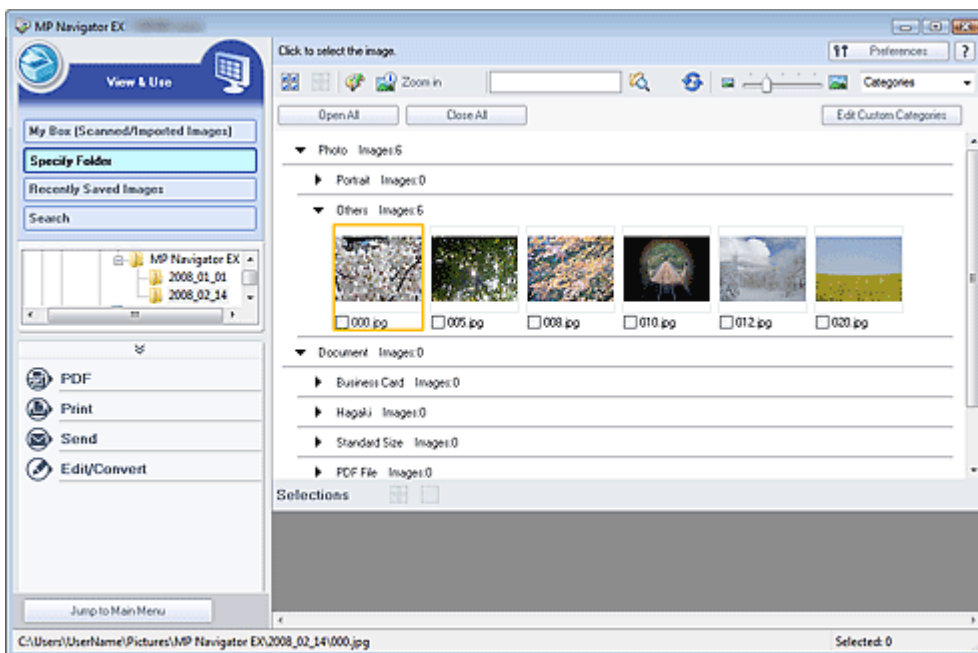 MP Navigator EX
View & Use
Click to select the image.
Preferences
?
Zoom in
Categories
Open All
Close All
Edit Custom Categories
My Box (Scanned/Imported Images)
Specify Folder
Recently Saved Images
Search
MP Navigator EX
2008_01_01
2008_02_14
PDF
Print
Send
Edit/Convert
Jump to Main Menu
Photo Images:6
Portrait Images:0
Others Images:6
000.jpg
005.jpg
008.jpg
010.jpg
012.jpg
020.jpg
Document Images:0
Business Card Images:0
Hagaki Images:0
Standard Size Images:0
PDF File Images:0
Selections
C:\Users\UserName\Pictures\MP Navigator EX\2008_02_14\000.jpg
Selected: 0